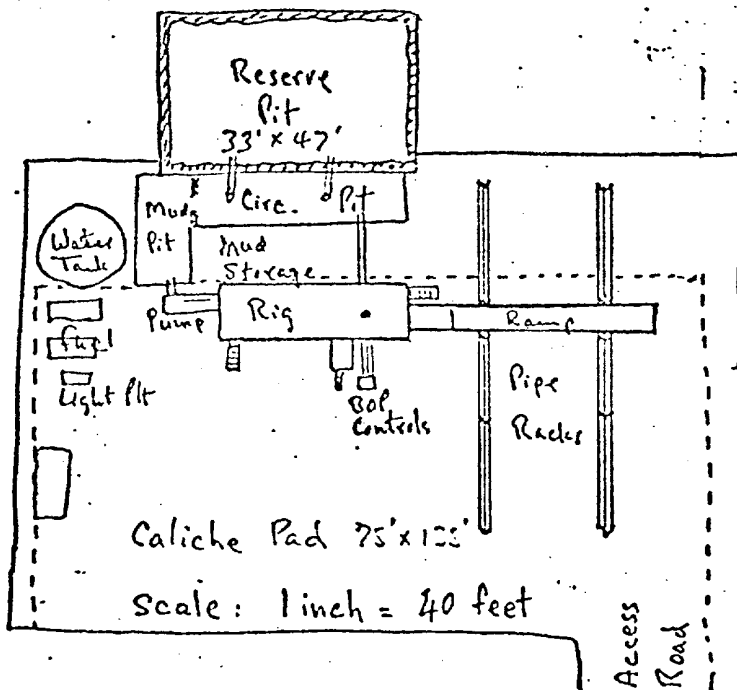 Reserve
Pit
33' x 47'
Circ. Pit
Mud
Pit
Mud
Storage
Water
Tank
Pump
Rig
Ramp
fuel
Light Plt
BOP
Controls
Pipe
Racks
Caliche Pad 75' x
Scale: 1 inch = 40 feet
Access
Road